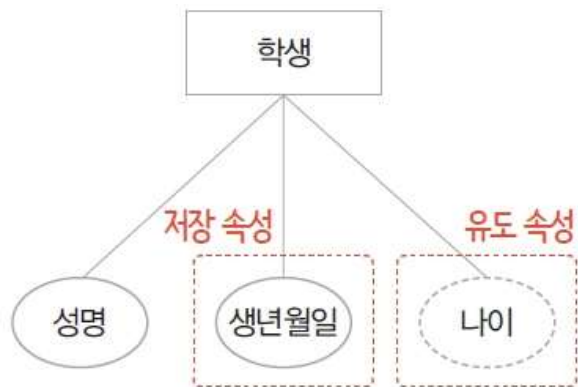 학생
저장 속성
유도 속성
성명
생년월일
나이